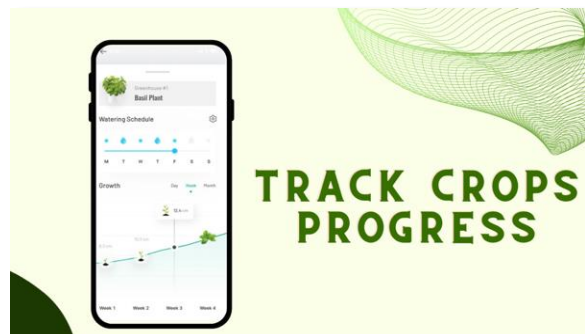 Greenhouse #1
Basil Plant
Watering Schedule
M T W T F S S
Growth
Day Week Month
Week 1 Week 2 Week 3 Week 4
TRACK CROPS
PROGRESS